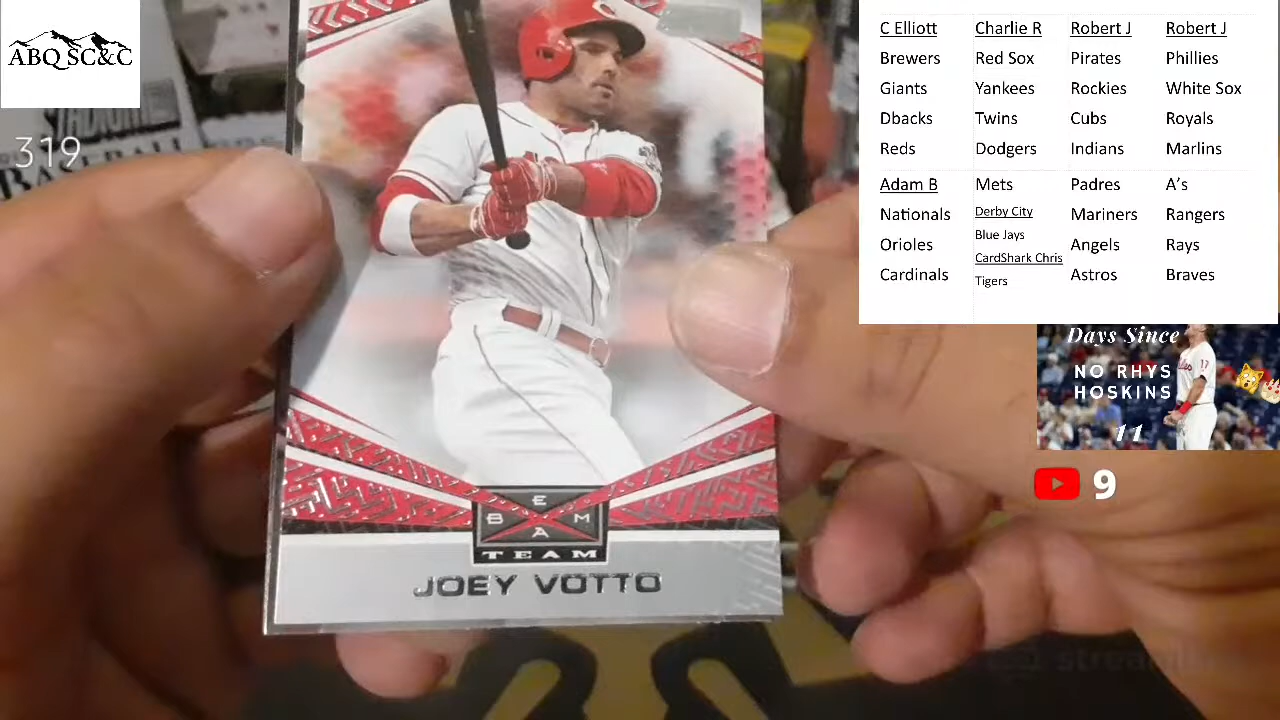 ABQ SC&C
319
C Elliott
Brewers
Giants
Dbacks
Reds
Adam B
Nationals
Orioles
Cardinals
Charlie R
Red Sox
Yankees
Twins
Dodgers
Mets
Derby City
Blue Jays
CardShark Chris
Tigers
Robert J
Pirates
Rockies
Cubs
Indians
Padres
Mariners
Angels
Astros
Robert J
Phillies
White Sox
Royals
Marlins
A's
Rangers
Rays
Braves
Days Since
NO RHYS
HOSKINS
11
9
BEAM
TEAM
JOEY VOTTO